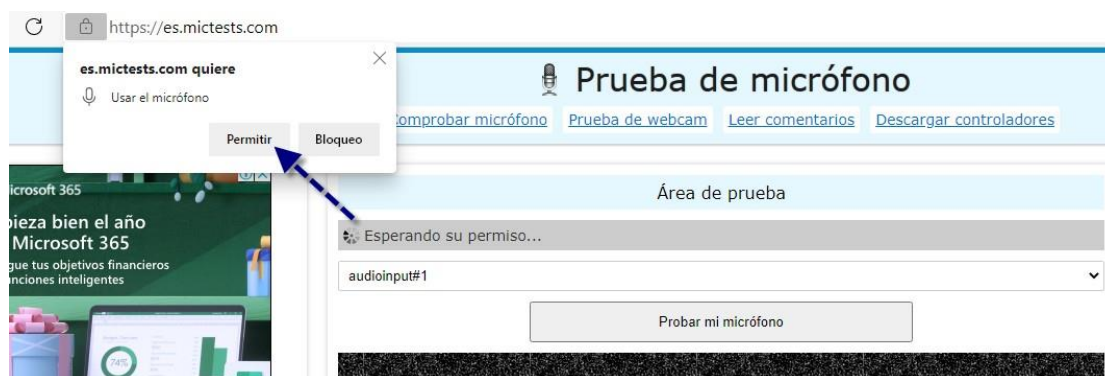 https://es.mictests.com
es.mictests.com quiere
Usar el micrófono
Permitir
Bloqueo
Prueba de micrófono
Comprobar micrófono Prueba de webcam Leer comentarios Descargar controladores
icrosoft 365
ieza bien el año
Microsoft 365
gue tus objetivos financieros
nciones inteligentes
74%
Área de prueba
Esperando su permiso...
audioinput#1
Probar mi micrófono